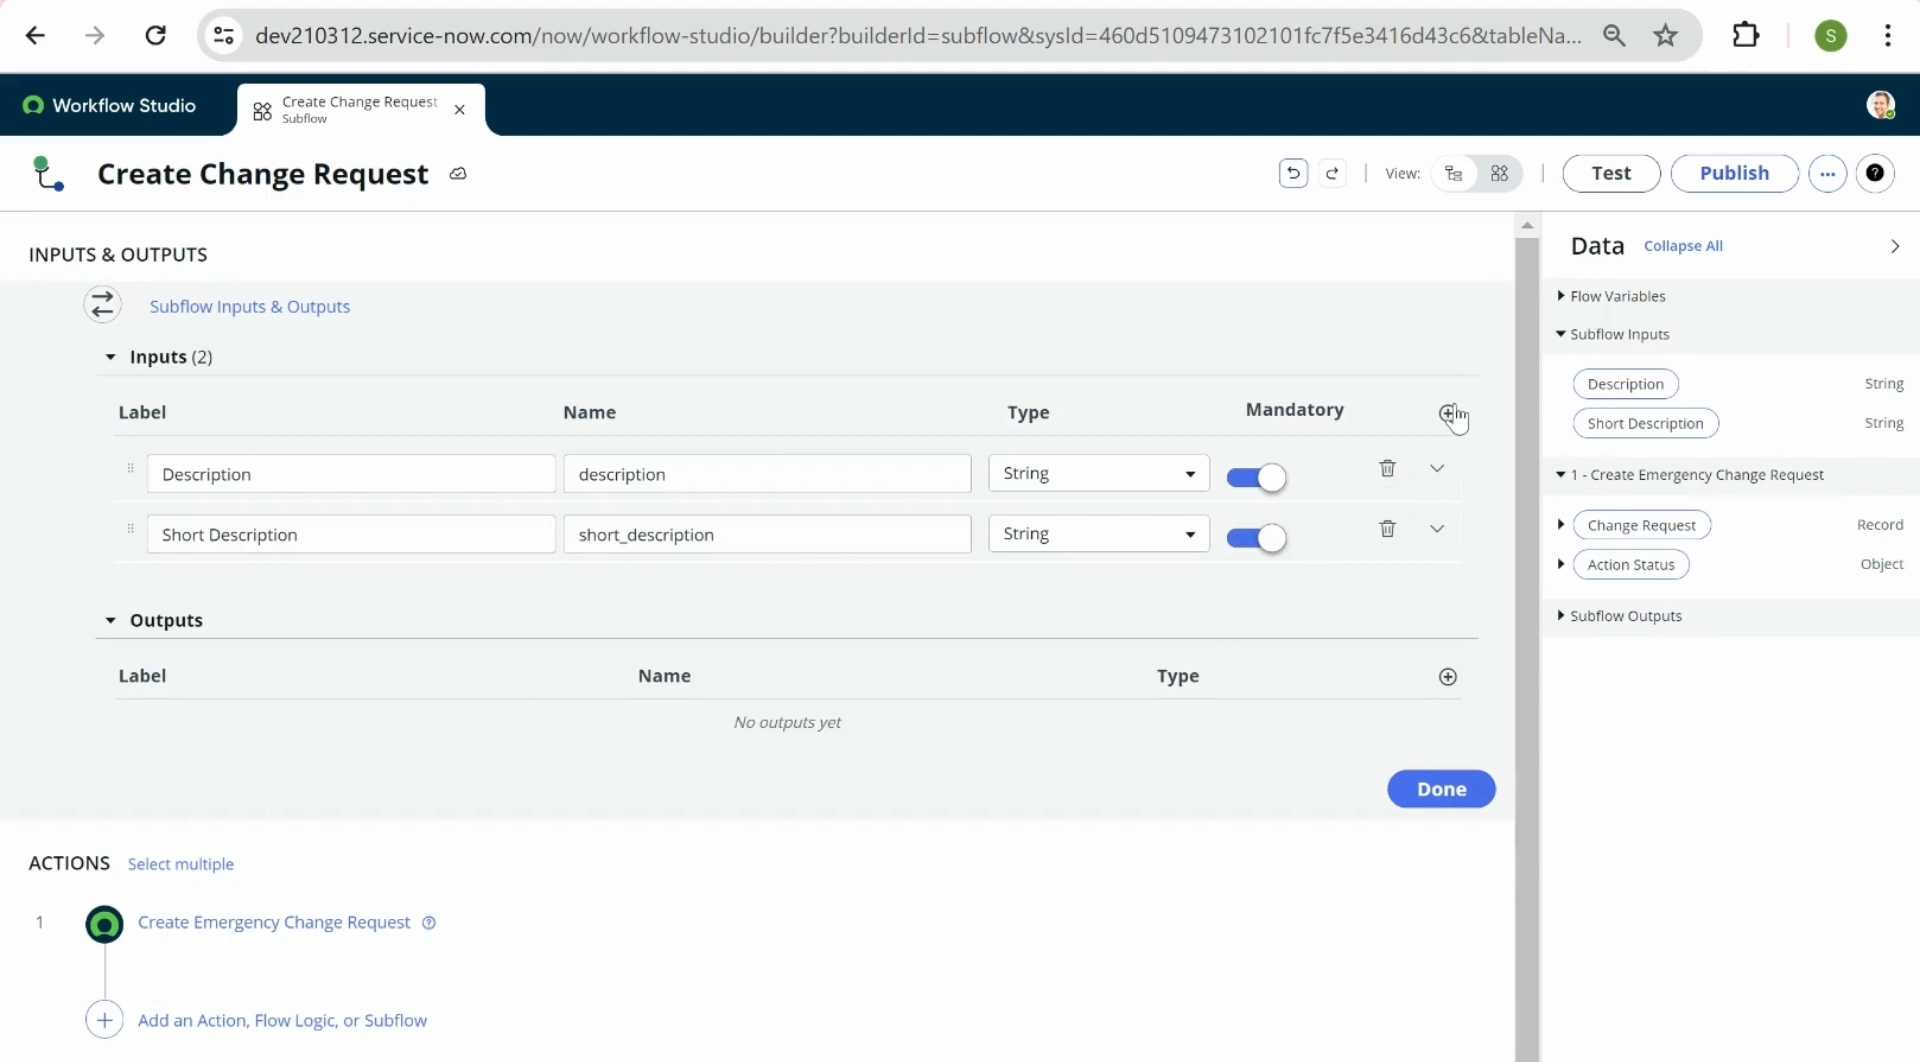 dev210312.service-now.com/now/workflow-studio/builder?builderId=subflow&sysId=460d5109473102101fc7f5e3416d43c6&tableNa...
S
Workflow Studio
Create Change Request
Subflow
Create Change Request
View:
Test
Publish
INPUTS & OUTPUTS
Subflow Inputs & Outputs
Inputs (2)
Label Name Type Mandatory
Description description String
Short Description short_description String
Outputs
Label Name Type
No outputs yet
Done
ACTIONS Select multiple
1 Create Emergency Change Request
Add an Action, Flow Logic, or Subflow
Data Collapse All
Flow Variables
Subflow Inputs
Description String
Short Description String
1 - Create Emergency Change Request
Change Request Record
Action Status Object
Subflow Outputs